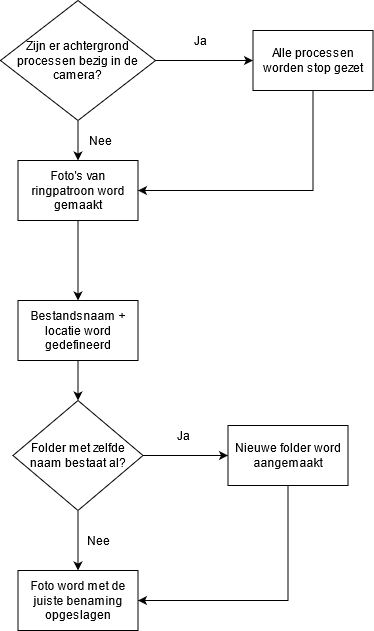 Zijn er achtergrond
processen bezig in de
camera?
Ja
Alle processen
worden stop gezet
Nee
Foto's van
ringpatroon word
gemaakt
Bestandsnaam +
locatie word
gedefineerd
Folder met zelfde
naam bestaat al?
Ja
Nieuwe folder word
aangemaakt
Nee
Foto word met de
juiste benaming
opgeslagen